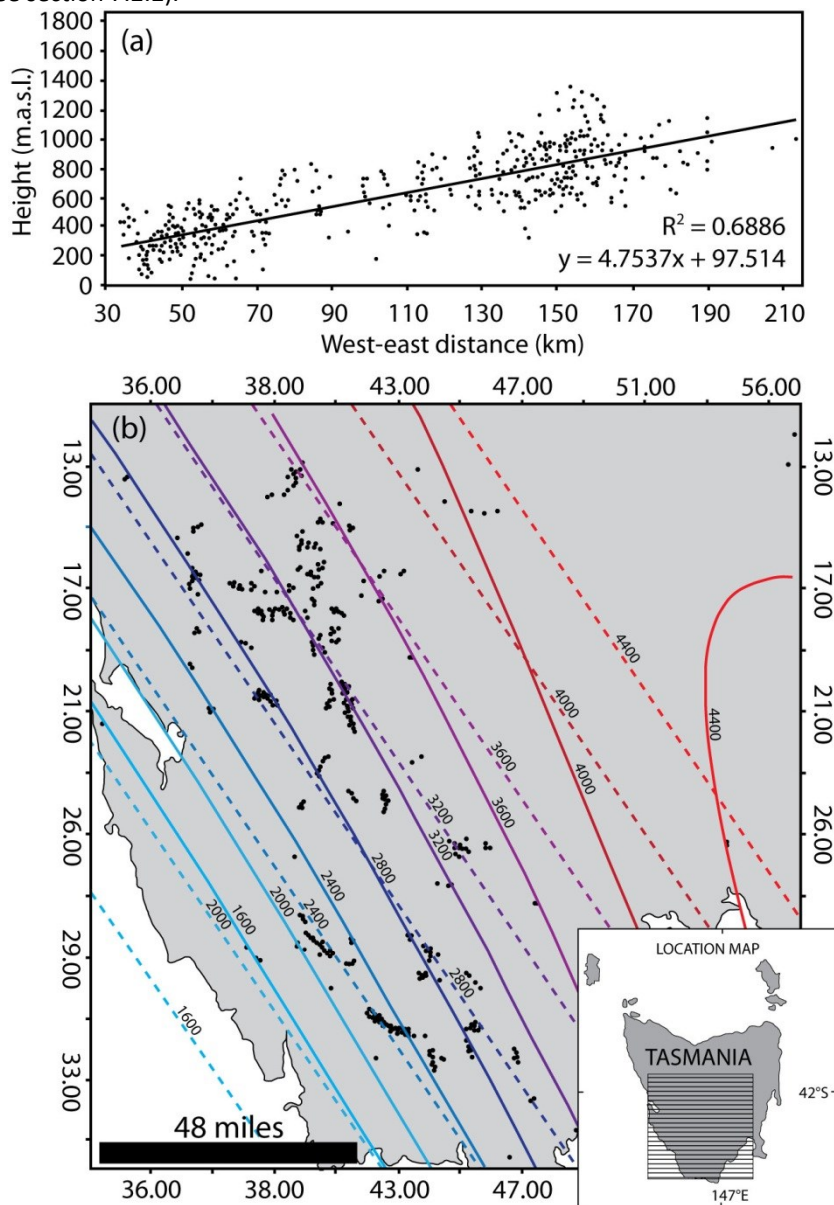 (a)
Height (m.a.s.l.)
1800
1600
1400
1200
1000
800
600
400
200
0
R² = 0.6886
y = 4.7537x + 97.514
30 50 70 90 110 130 150 170 190 210
West-east distance (km)
36.00 38.00 43.00 47.00 51.00 56.00
(b)
13.00 13.00
17.00 17.00
21.00 21.00
26.00 26.00
29.00
33.00
4400
4400
4000
4000
3600
3600
3200
3200
2800
2800
2400
2400
2000
2000
1600
1600
48 miles
36.00 38.00 43.00 47.00
LOCATION MAP
TASMANIA
42°S
147°E